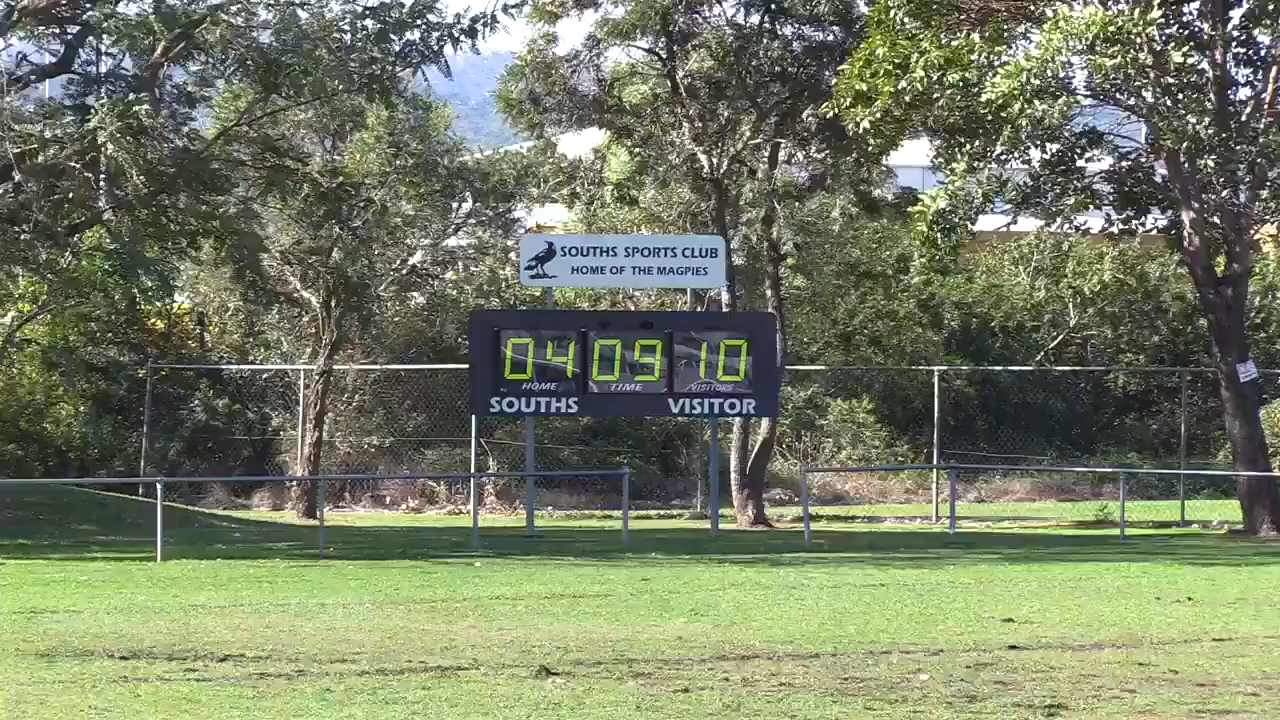 SOUTHS SPORTS CLUB
HOME OF THE MAGPIES
04 09 10
HOME TIME VISITORS
SOUTHS VISITOR